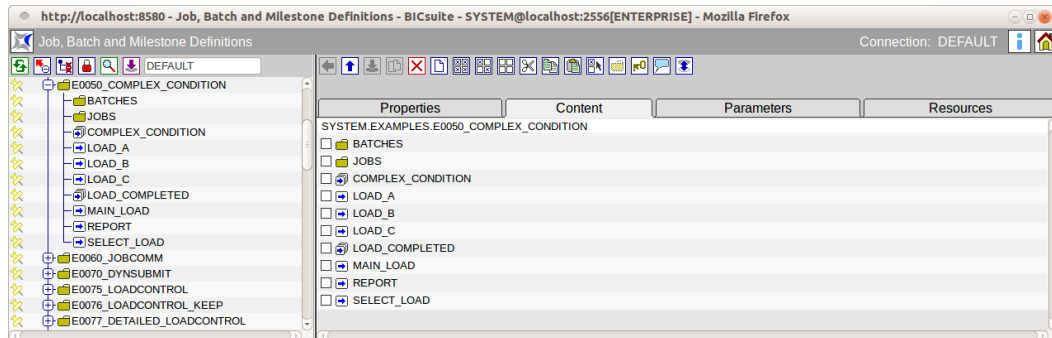 http://localhost:8580 - Job, Batch and Milestone Definitions - BICsuite - SYSTEM@localhost:2556[ENTERPRISE] - Mozilla Firefox
Job, Batch and Milestone Definitions
Connection: DEFAULT
DEFAULT
E0050_COMPLEX_CONDITION
BATCHES
JOBS
COMPLEX_CONDITION
LOAD_A
LOAD_B
LOAD_C
LOAD_COMPLETED
MAIN_LOAD
REPORT
SELECT_LOAD
E0060_JOBCOMM
E0070_DYNSUBMIT
E0075_LOADCONTROL
E0076_LOADCONTROL_KEEP
E0077_DETAILED_LOADCONTROL
Properties Content Parameters Resources
SYSTEM.EXAMPLES.E0050_COMPLEX_CONDITION
BATCHES
JOBS
COMPLEX_CONDITION
LOAD_A
LOAD_B
LOAD_C
LOAD_COMPLETED
MAIN_LOAD
REPORT
SELECT_LOAD